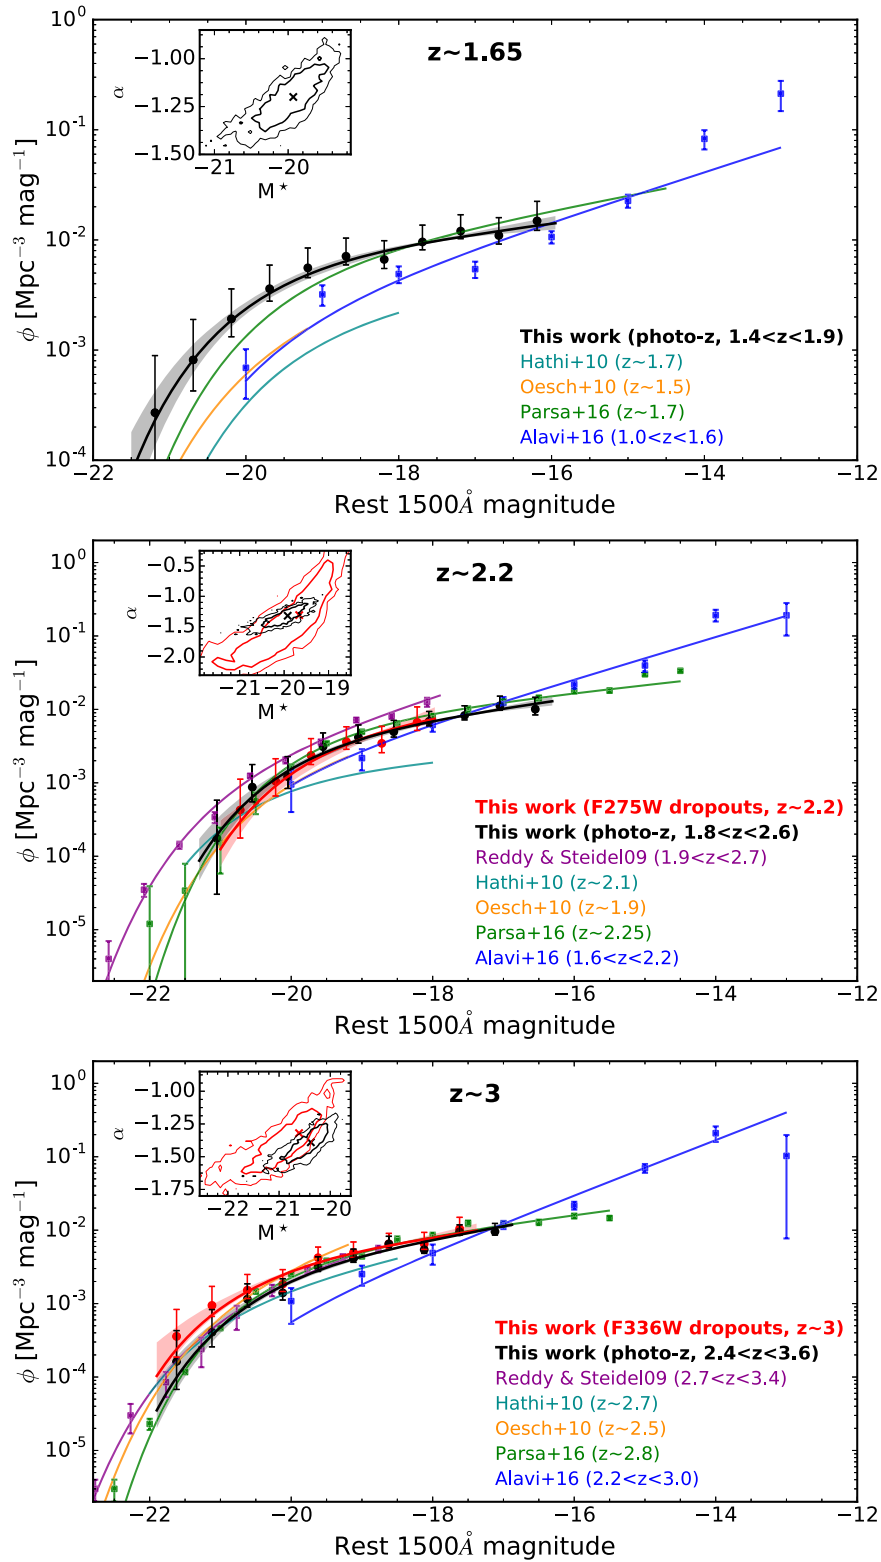 z~1.65
−1.00
−1.25
−1.50
α
−21 −20
M⋆
10⁻¹
10⁻²
10⁻³
10⁻⁴
ϕ [Mpc⁻³ mag⁻¹]
This work (photo-z, 1.4<z<1.9)
Hathi+10 (z~1.7)
Oesch+10 (z~1.5)
Parsa+16 (z~1.7)
Alavi+16 (1.0<z<1.6)
−22 −20 −18 −16 −14 −12
Rest 1500Å magnitude
z~2.2
−0.5
−1.0
−1.5
−2.0
α
−21 −20 −19
M⋆
10⁰
10⁻¹
10⁻²
10⁻³
10⁻⁴
10⁻⁵
ϕ [Mpc⁻³ mag⁻¹]
This work (F275W dropouts, z~2.2)
This work (photo-z, 1.8<z<2.6)
Reddy & Steidel09 (1.9<z<2.7)
Hathi+10 (z~2.1)
Oesch+10 (z~1.9)
Parsa+16 (z~2.25)
Alavi+16 (1.6<z<2.2)
−22 −20 −18 −16 −14 −12
Rest 1500Å magnitude
z~3
−1.00
−1.25
−1.50
−1.75
α
−22 −21 −20
M⋆
10⁰
10⁻¹
10⁻²
10⁻³
10⁻⁴
10⁻⁵
ϕ [Mpc⁻³ mag⁻¹]
This work (F336W dropouts, z~3)
This work (photo-z, 2.4<z<3.6)
Reddy & Steidel09 (2.7<z<3.4)
Hathi+10 (z~2.7)
Oesch+10 (z~2.5)
Parsa+16 (z~2.8)
Alavi+16 (2.2<z<3.0)
−22 −20 −18 −16 −14 −12
Rest 1500Å magnitude